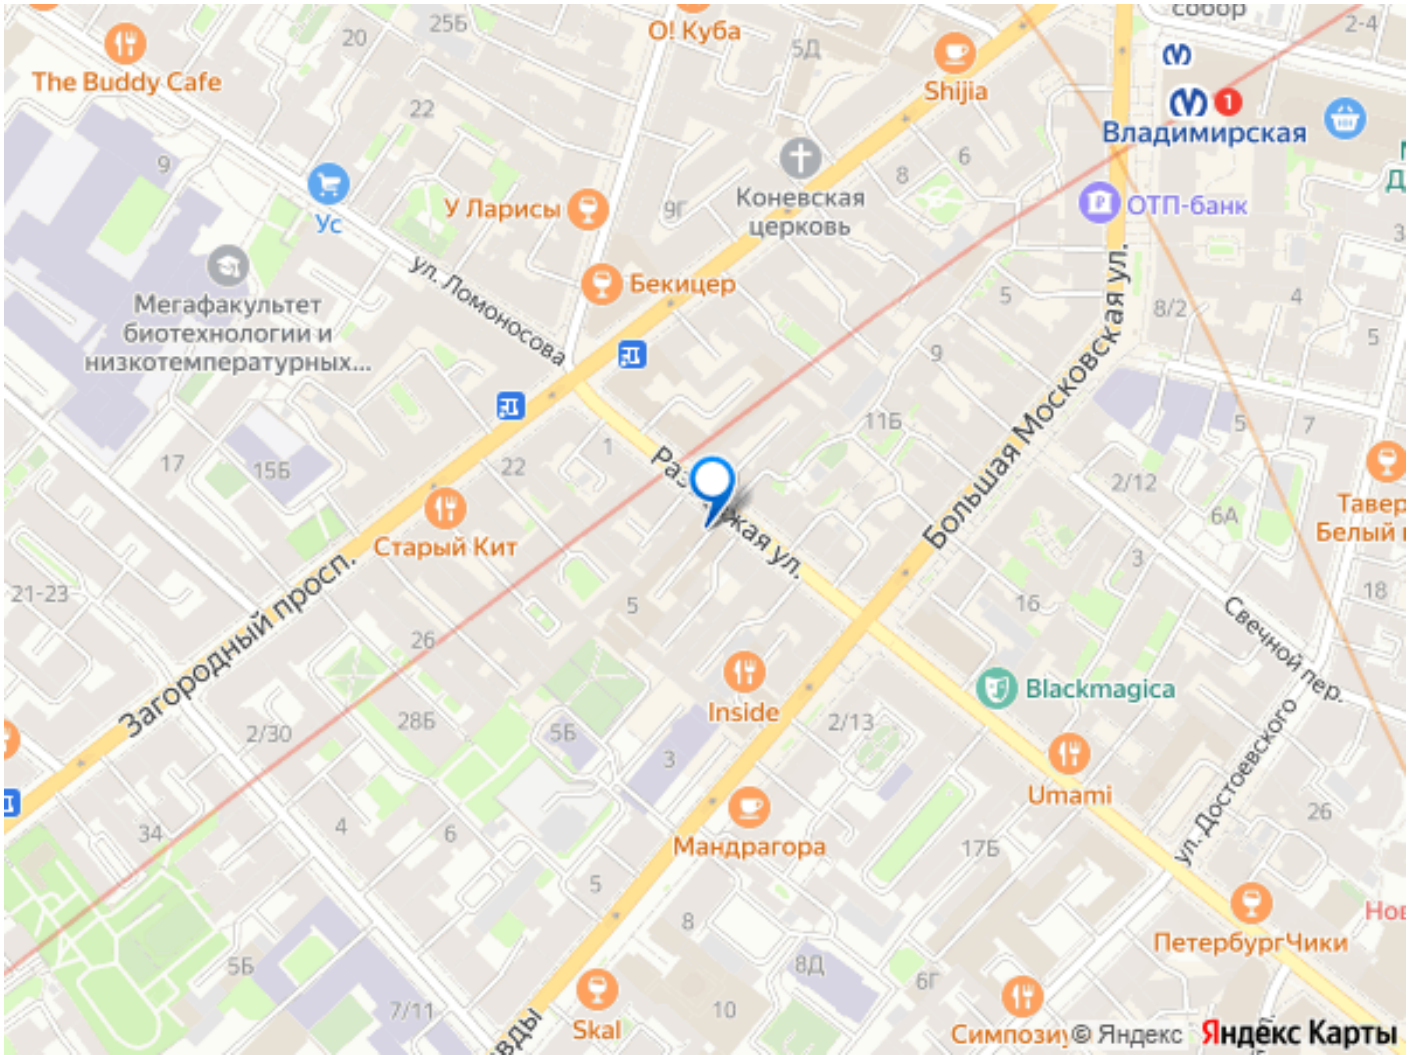 25Б
О! Куба
собор
2-4
20
5Д
The Buddy Cafe
Shijia
22
1
Владимирская
9
6
8
Ус
У Ларисы
9Г
Коневская
церковь
ОТП-банк
3
ул. Ломоносова
Бекицер
Мегафакультет
биотехнологии и
низкотемпературных...
5
8/2
4
5
9
Большая Московская ул.
11Б
5
7
1
17
15Б
22
2/12
6А
Старый Кит
Белый
3
21-23
Загородный просп.
5
16
18
Свечной пер.
26
Blackmagica
Inside
28Б
2/30
5Б
3
2/13
ул. Достоевского
Umami
26
34
4
6
Мандрагора
17Б
5
8
ПетербургЧики
5Б
8Д
6Г
7/11
10
Skal
© Яндекс
Яндекс Карты